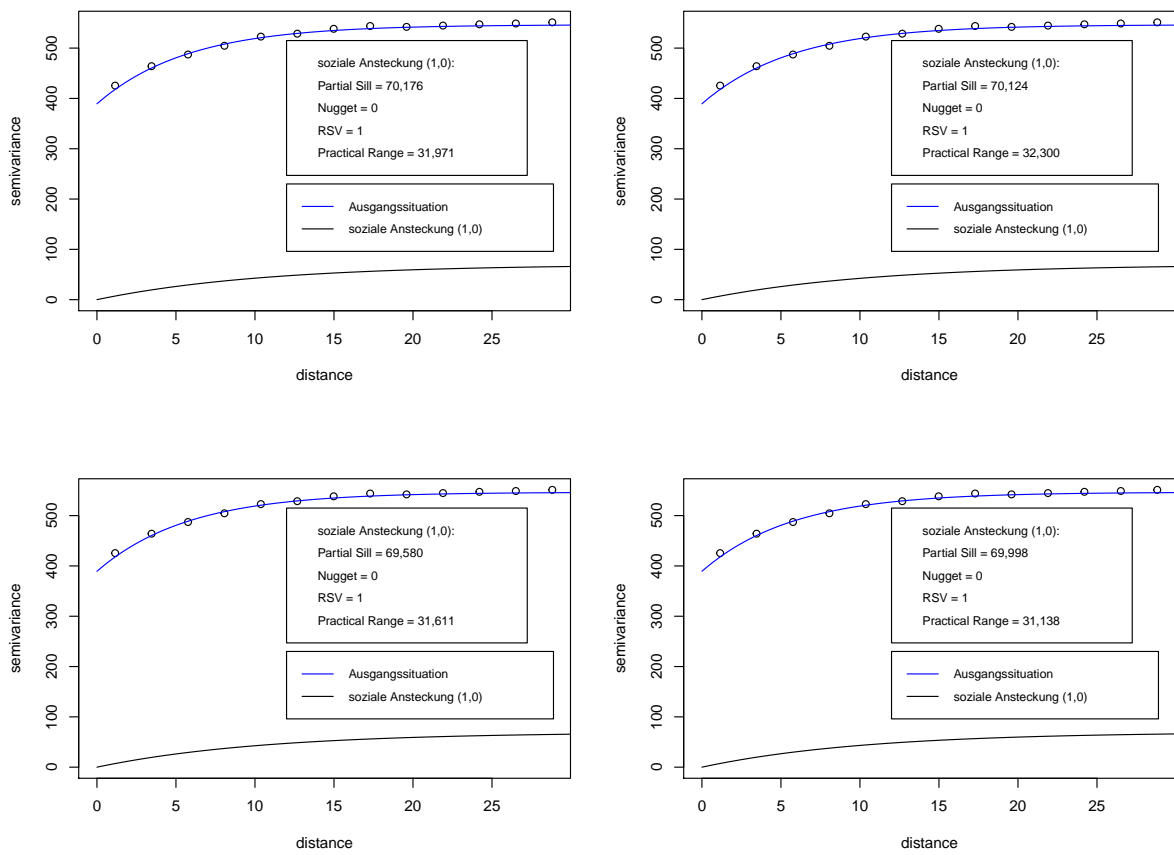 semivariance
500
400
300
200
100
0
soziale Ansteckung (1,0):
Partial Sill = 70,176
Nugget = 0
RSV = 1
Practical Range = 31,971
Ausgangssituation
soziale Ansteckung (1,0)
0 5 10 15 20 25
distance
semivariance
500
400
300
200
100
0
soziale Ansteckung (1,0):
Partial Sill = 70,124
Nugget = 0
RSV = 1
Practical Range = 32,300
Ausgangssituation
soziale Ansteckung (1,0)
0 5 10 15 20 25
distance
semivariance
500
400
300
200
100
0
soziale Ansteckung (1,0):
Partial Sill = 69,580
Nugget = 0
RSV = 1
Practical Range = 31,611
Ausgangssituation
soziale Ansteckung (1,0)
0 5 10 15 20 25
distance
semivariance
500
400
300
200
100
0
soziale Ansteckung (1,0):
Partial Sill = 69,998
Nugget = 0
RSV = 1
Practical Range = 31,138
Ausgangssituation
soziale Ansteckung (1,0)
0 5 10 15 20 25
distance